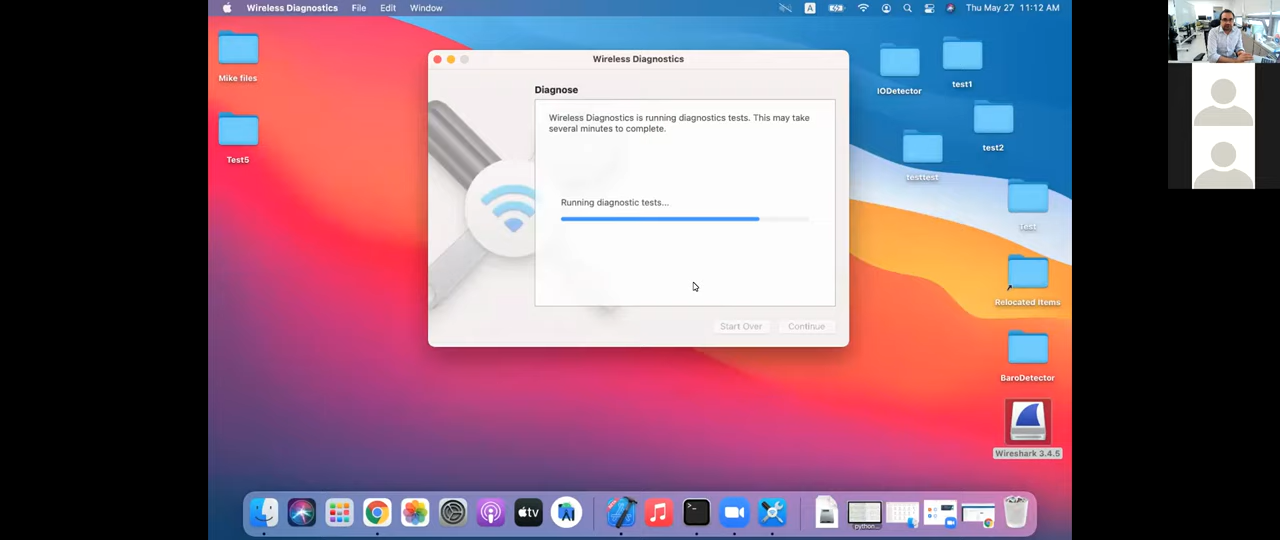 Wireless Diagnostics File Edit Window A Thu May 27 11:12 AM
Mike files
Test5
Wireless Diagnostics
Diagnose
Wireless Diagnostics is running diagnostics tests. This may take
several minutes to complete.
Running diagnostic tests...
Start Over Continue
IODetector
test1
test2
testtest
Test
Relocated Items
BaroDetector
Wireshark 3.4.5
tv
python...